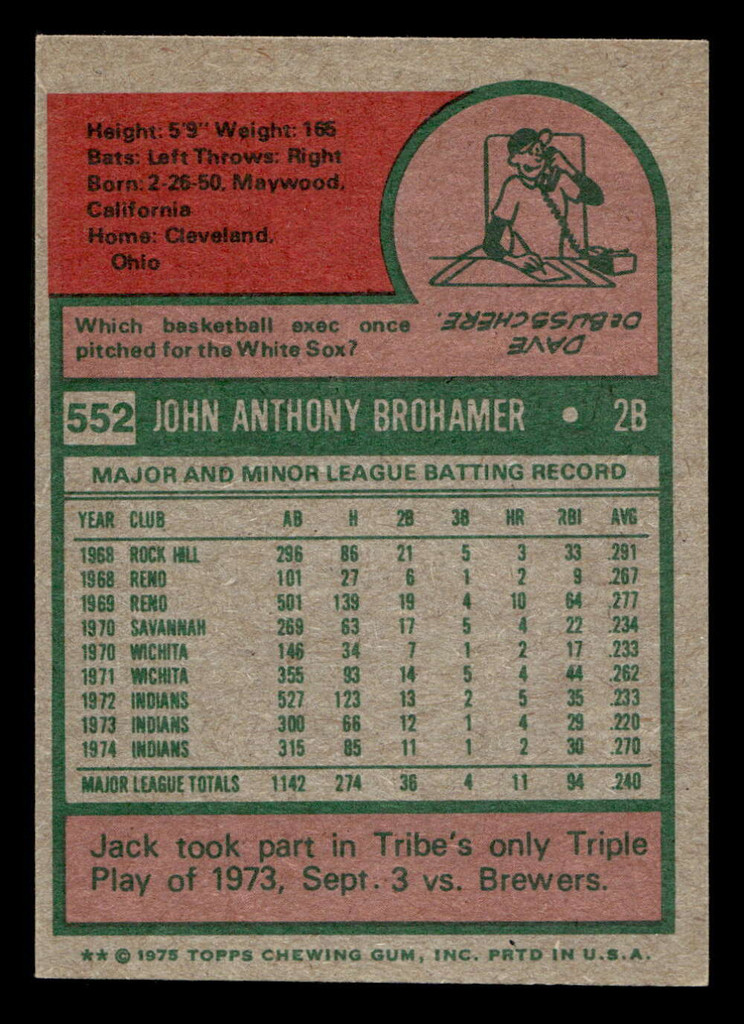 Height: 5'9" Weight: 165
Bats: Left Throws: Right
Born: 2-26-50, Maywood,
California
Home: Cleveland,
Ohio
Which basketball exec once
pitched for the White Sox?
DAVE
DeBUSSCHERE.
552 JOHN ANTHONY BROHAMER • 2B
MAJOR AND MINOR LEAGUE BATTING RECORD
YEAR CLUB AB H 2B 3B HR RBI AVG
1968 ROCK HILL 296 86 21 5 3 33 .291
1968 RENO 101 27 6 1 2 9 .267
1969 RENO 501 139 19 4 10 64 .277
1970 SAVANNAH 269 63 17 5 4 22 .234
1970 WICHITA 146 34 7 1 2 17 .233
1971 WICHITA 355 93 14 5 4 44 .262
1972 INDIANS 527 123 13 2 5 35 .233
1973 INDIANS 300 66 12 1 4 29 .220
1974 INDIANS 315 85 11 1 2 30 .270
MAJOR LEAGUE TOTALS 1142 274 36 4 11 94 .240
Jack took part in Tribe's only Triple
Play of 1973, Sept. 3 vs. Brewers.
** © 1975 TOPPS CHEWING GUM, INC. PRTD IN U.S.A.